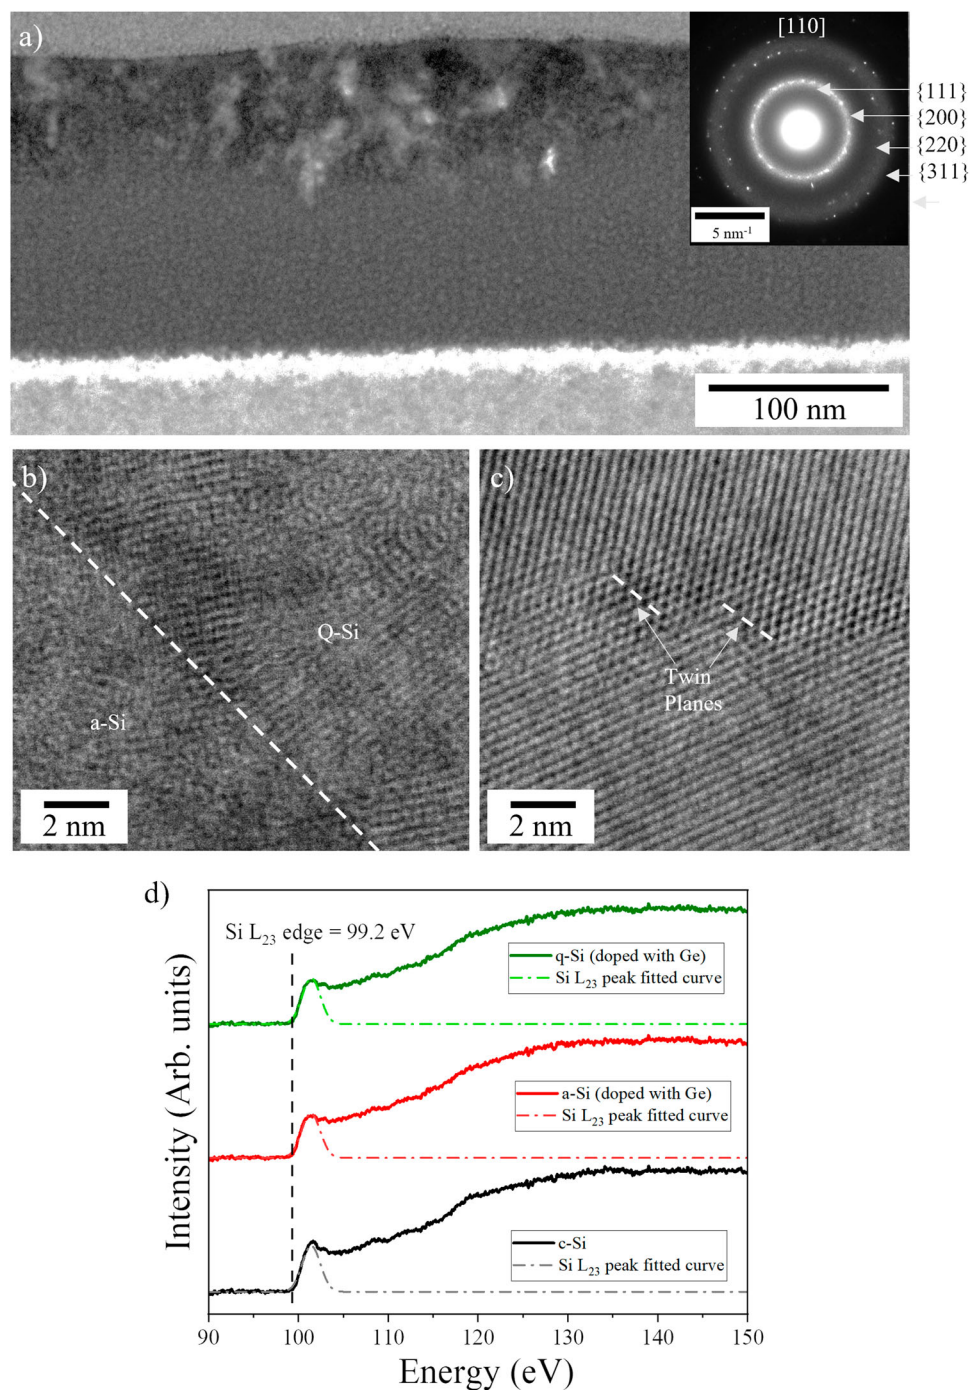 a)
[110]
{111}
{200}
{220}
{311}
5 nm⁻¹
100 nm
b)
Q-Si
a-Si
2 nm
c)
Twin
Planes
2 nm
d)
Si L₂₃ edge = 99.2 eV
q-Si (doped with Ge)
Si L₂₃ peak fitted curve
a-Si (doped with Ge)
Si L₂₃ peak fitted curve
c-Si
Si L₂₃ peak fitted curve
Intensity (Arb. units)
90 100 110 120 130 140 150
Energy (eV)